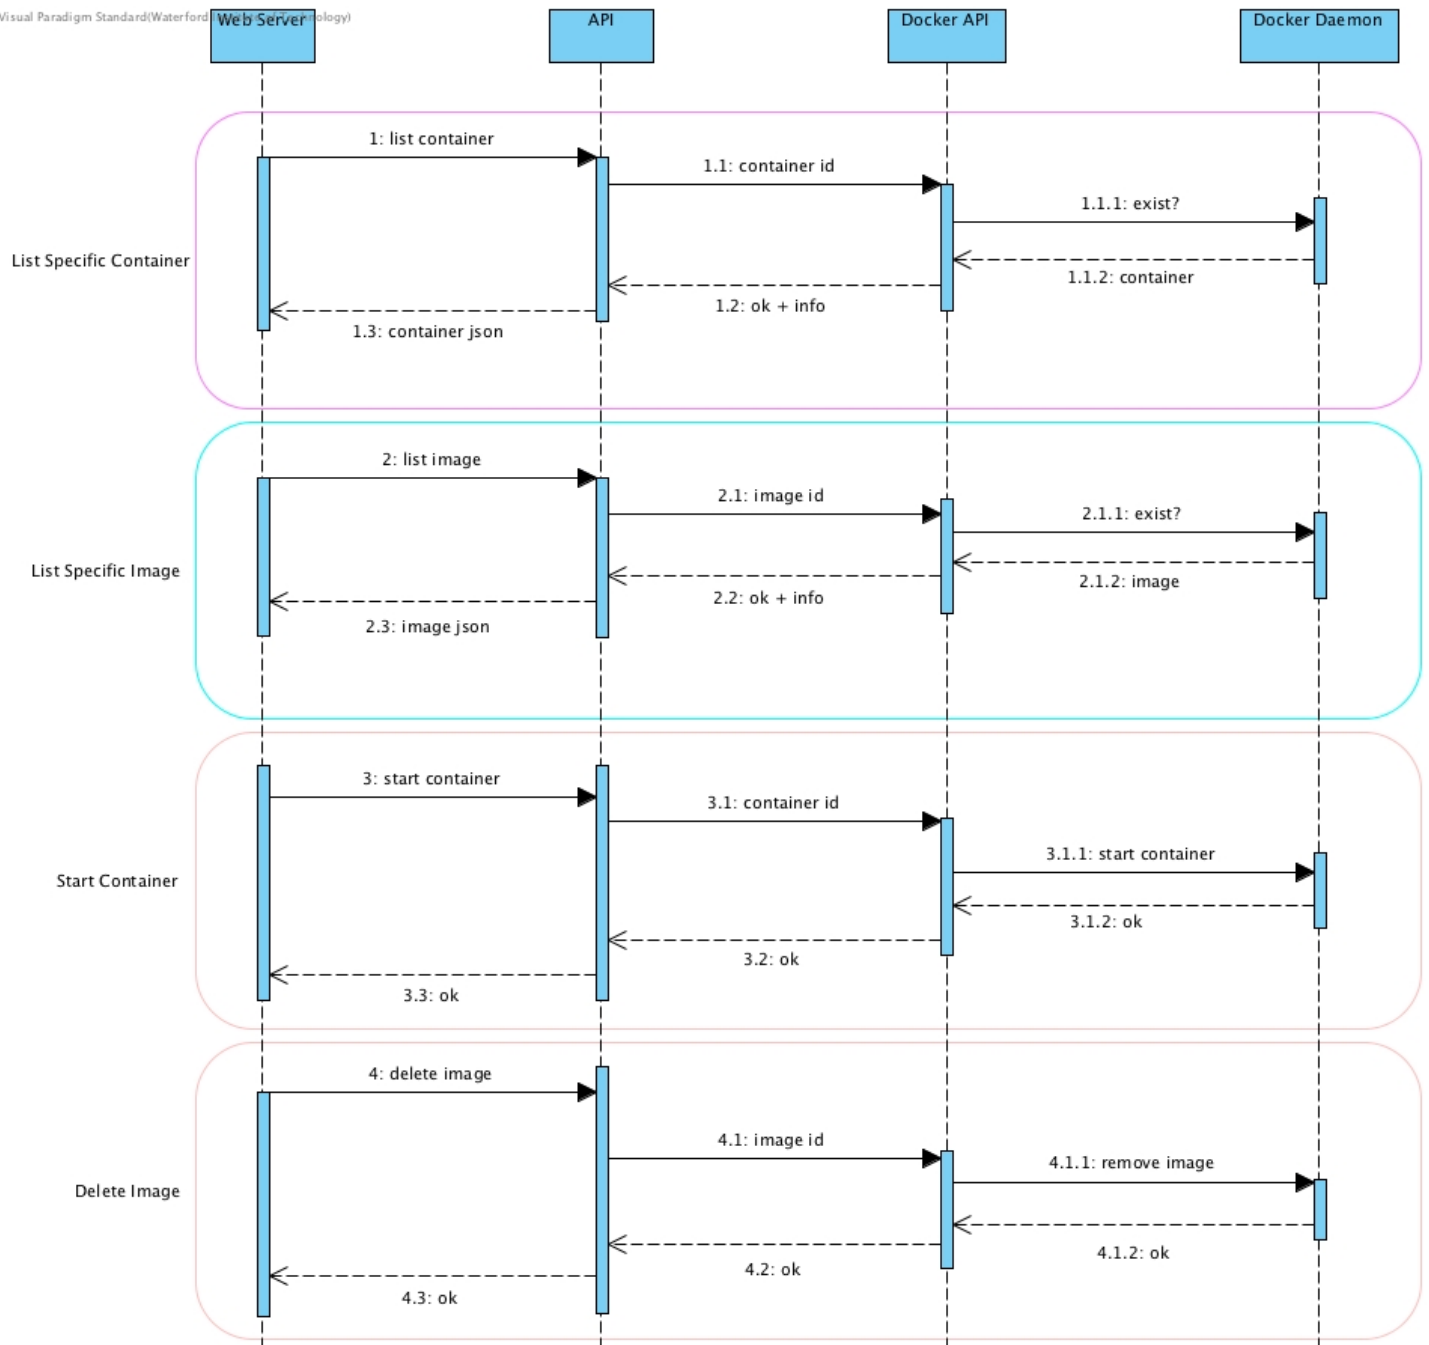 Visual Paradigm Standard(Waterford Institute of Technology)
Web Server
API
Docker API
Docker Daemon
1: list container
1.1: container id
1.1.1: exist?
List Specific Container
1.1.2: container
1.2: ok + info
1.3: container json
2: list image
2.1: image id
2.1.1: exist?
List Specific Image
2.1.2: image
2.2: ok + info
2.3: image json
3: start container
3.1: container id
3.1.1: start container
Start Container
3.1.2: ok
3.2: ok
3.3: ok
4: delete image
4.1: image id
4.1.1: remove image
Delete Image
4.1.2: ok
4.2: ok
4.3: ok